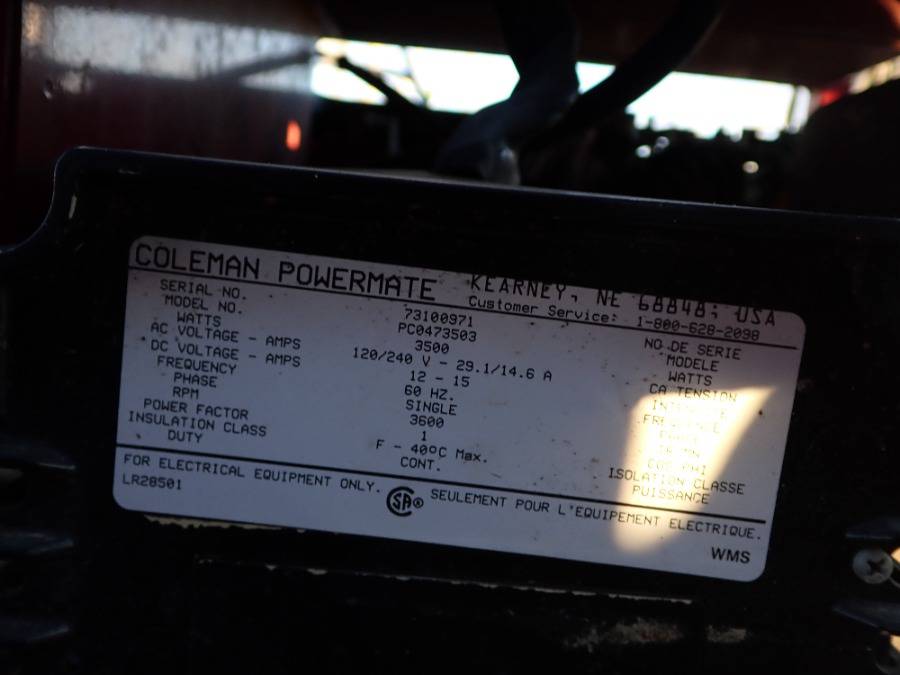 COLEMAN POWERMATE KEARNEY, NE 68848; USA
Customer Service: 1-800-628-2098
SERIAL NO. 73100971 NO DE SERIE
MODEL NO. PC0473503 MODELE
WATTS 3500 WATTS
AC VOLTAGE - AMPS 120/240 V - 29.1/14.6 A CA TENSION
DC VOLTAGE - AMPS 12 - 15
FREQUENCY 60 HZ.
PHASE SINGLE
RPM 3600
POWER FACTOR 1
INSULATION CLASS F - 40ºC Max. ISOLATION CLASSE
DUTY CONT. PUISSANCE
FOR ELECTRICAL EQUIPMENT ONLY. SEULEMENT POUR L'EQUIPEMENT ELECTRIQUE.
LR28501 SA® WMS